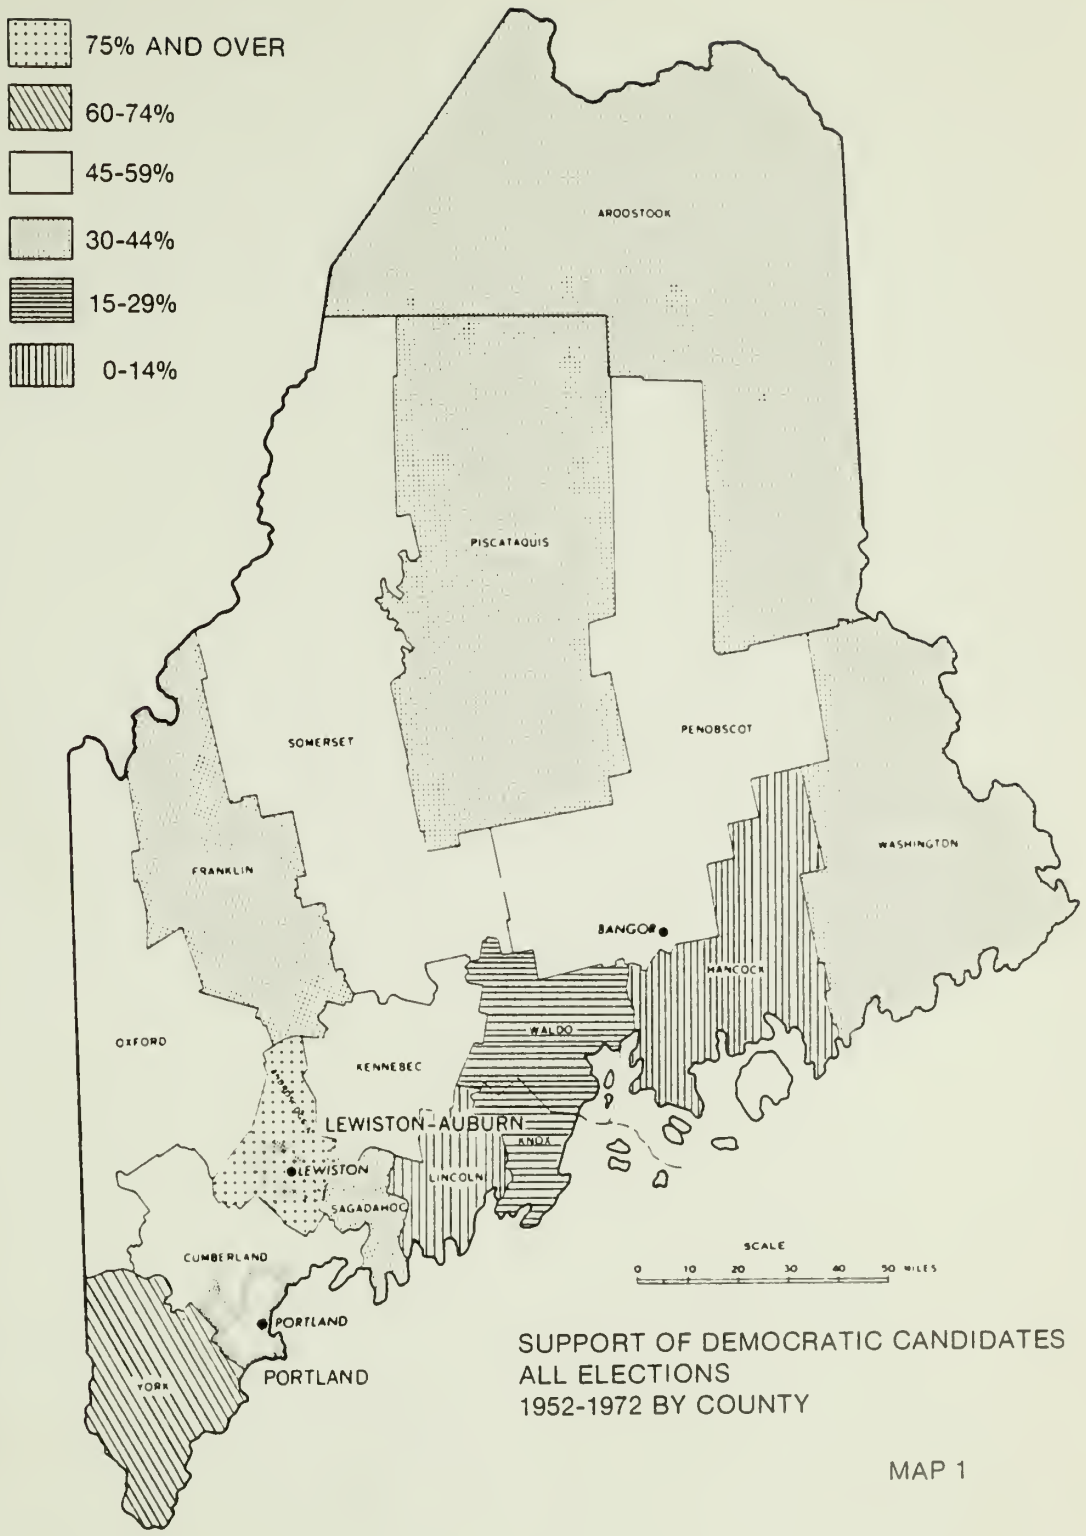 75% AND OVER
60-74%
45-59%
30-44%
15-29%
0-14%
AROOSTOOK
PISCATAQUIS
SOMERSET
PENOBSCOT
FRANKLIN
WASHINGTON
BANGOR
HANCOCK
OXFORD
WALDO
KENNEBEC
LEWISTON-AUBURN
KNOX
LEWISTON
LINCOLN
SAGADAHOC
CUMBERLAND
SCALE
0 10 20 30 40 50 MILES
PORTLAND
PORTLAND
YORK
SUPPORT OF DEMOCRATIC CANDIDATES
ALL ELECTIONS
1952-1972 BY COUNTY
MAP 1